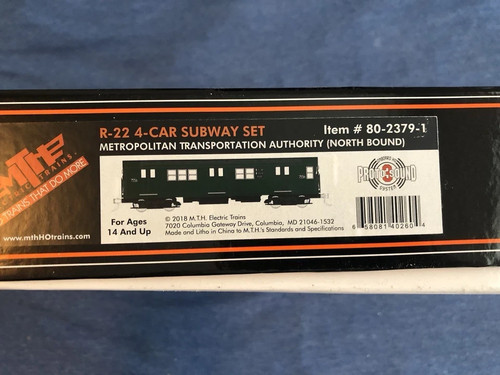 R-22 4-CAR SUBWAY SET
Item # 80-2379-1
METROPOLITAN TRANSPORTATION AUTHORITY (NORTH BOUND)
M.T.H.
ELECTRIC TRAINS
TRAINS THAT DO MORE
www.mthHOtrains.com
PROTO SOUND
3
SYSTEM
For Ages
14 And Up
© 2018 M.T.H. Electric Trains
7020 Columbia Gateway Drive, Columbia, MD 21046-1532
Made and Litho in China to M.T.H.'s Standards and Specifications
6 58081 40260 4